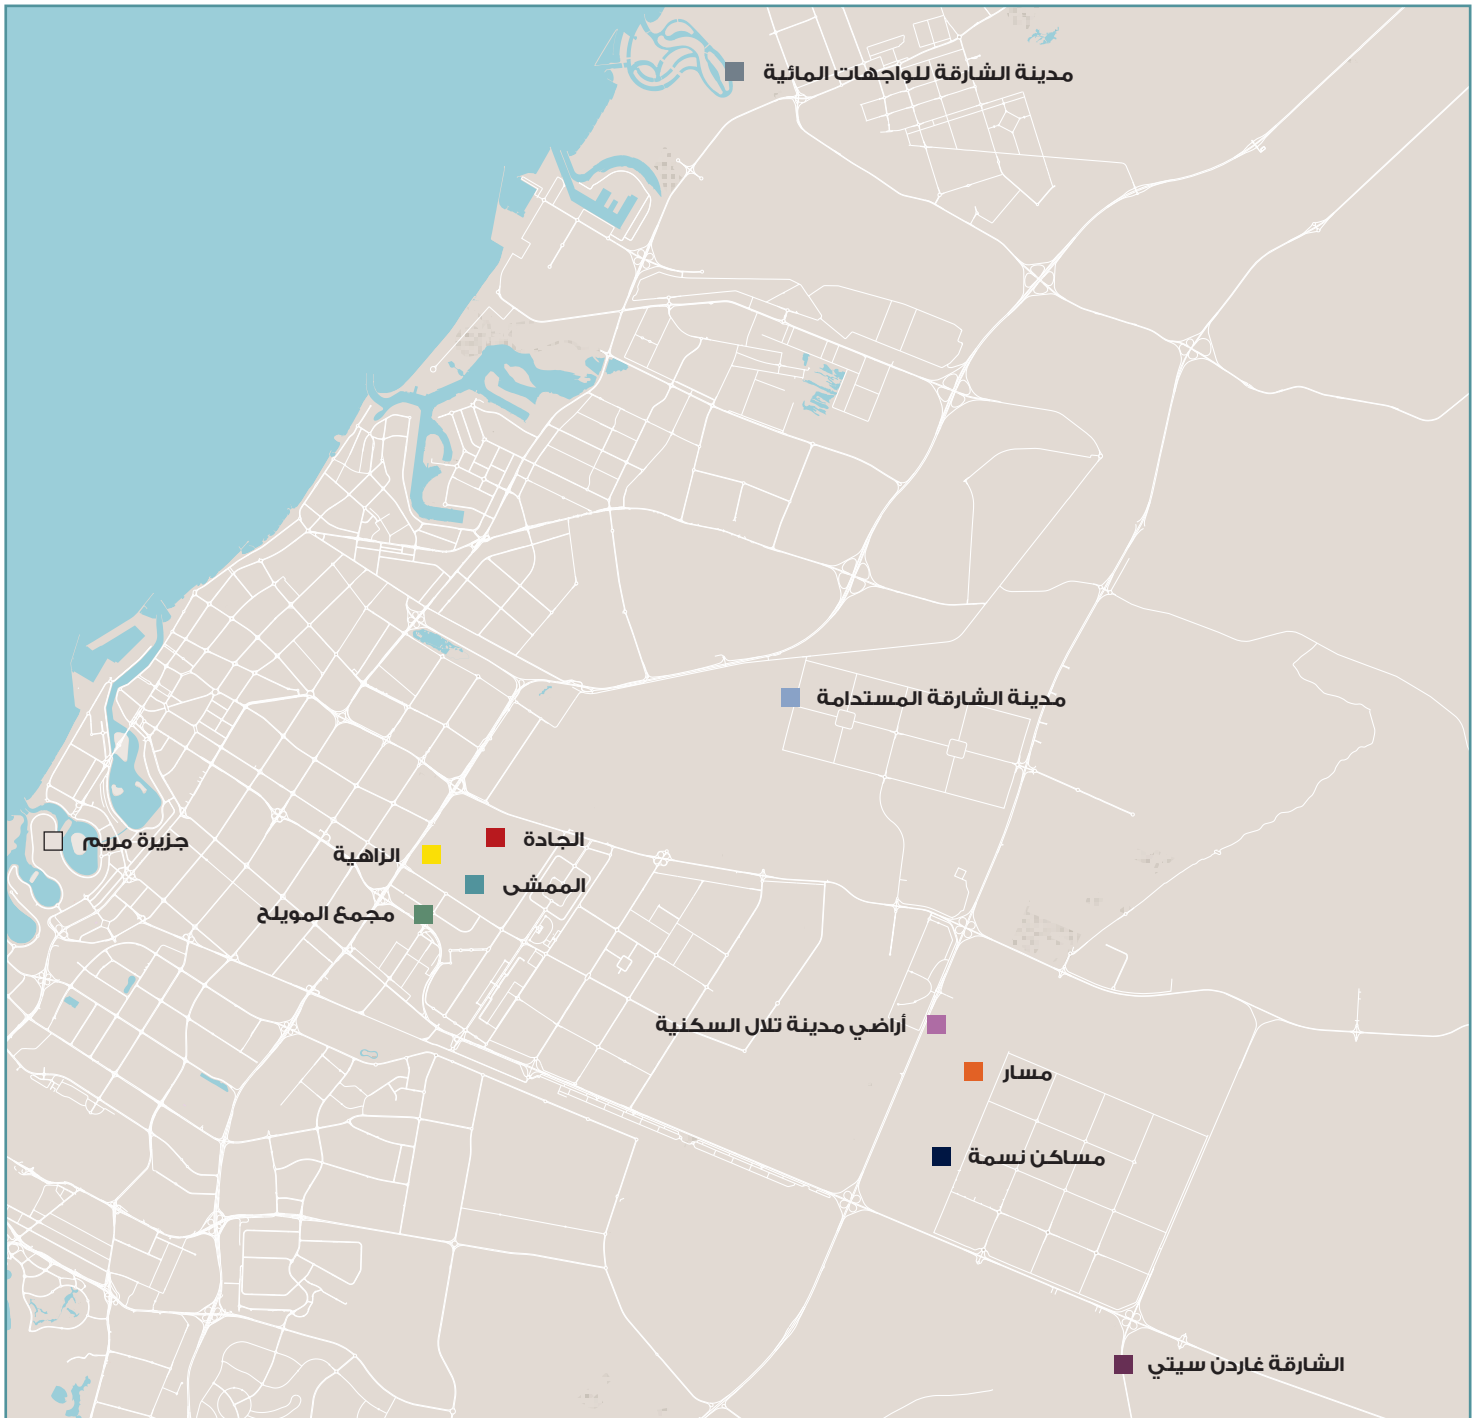 مدينة الشارقة للواجهات المائية
مدينة الشارقة المستدامة
الجادة
جزيرة مريم
الزاهية
الممشى
مجمع المويلح
أراضي مدينة تلال السكنية
مسار
مساكن نسمة
الشارقة غاردن سيتي